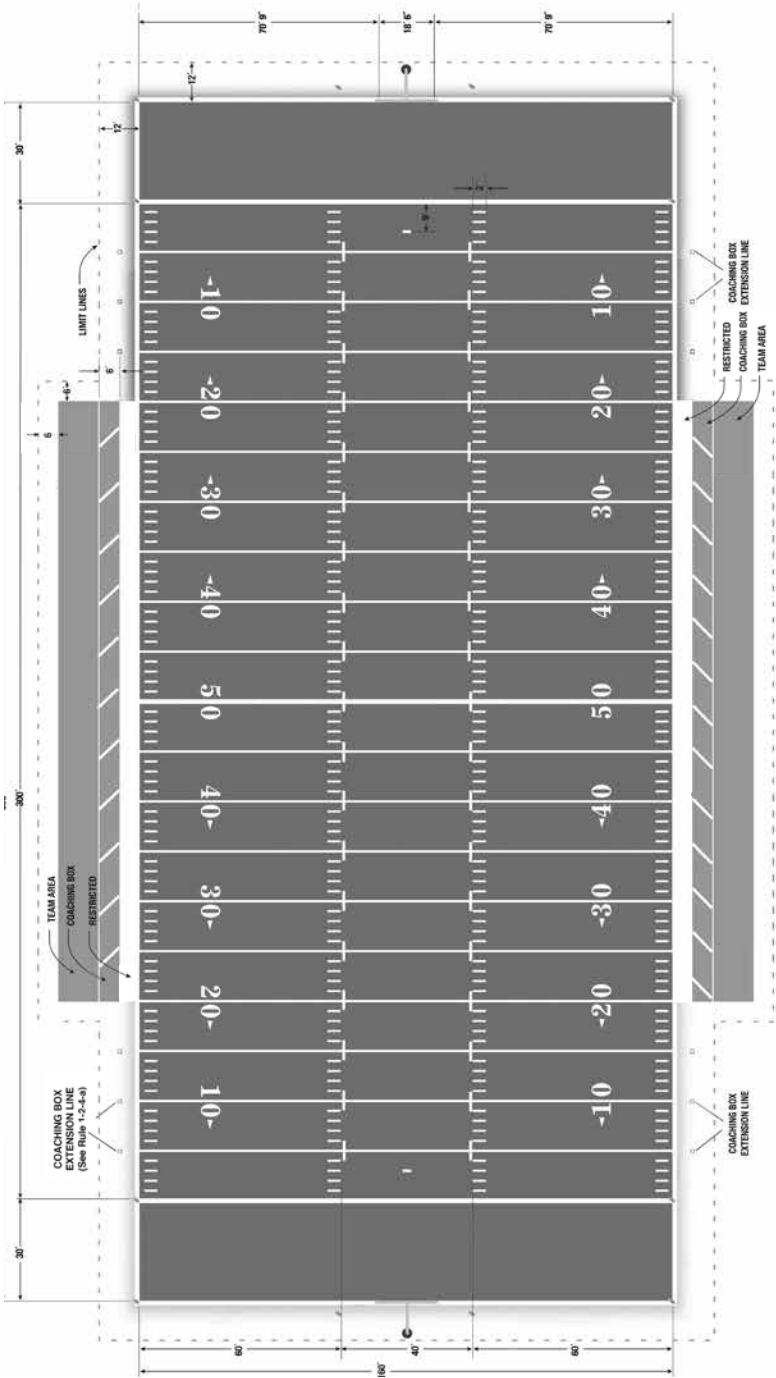 70' 9"
18' 6"
70' 9"
12'
12'
30'
2'
9'
LIMIT LINES
6'
6'
6
COACHING BOX
EXTENSION LINE
RESTRICTED
COACHING BOX
TEAM AREA
10
10
20
20
30
30
40
40
50
50
40
40
30
30
20
20
10
10
300'
TEAM AREA
COACHING BOX
RESTRICTED
COACHING BOX
EXTENSION LINE
(See Rule 1-2-4-a)
COACHING BOX
EXTENSION LINE
30'
60'
40'
60'
160'